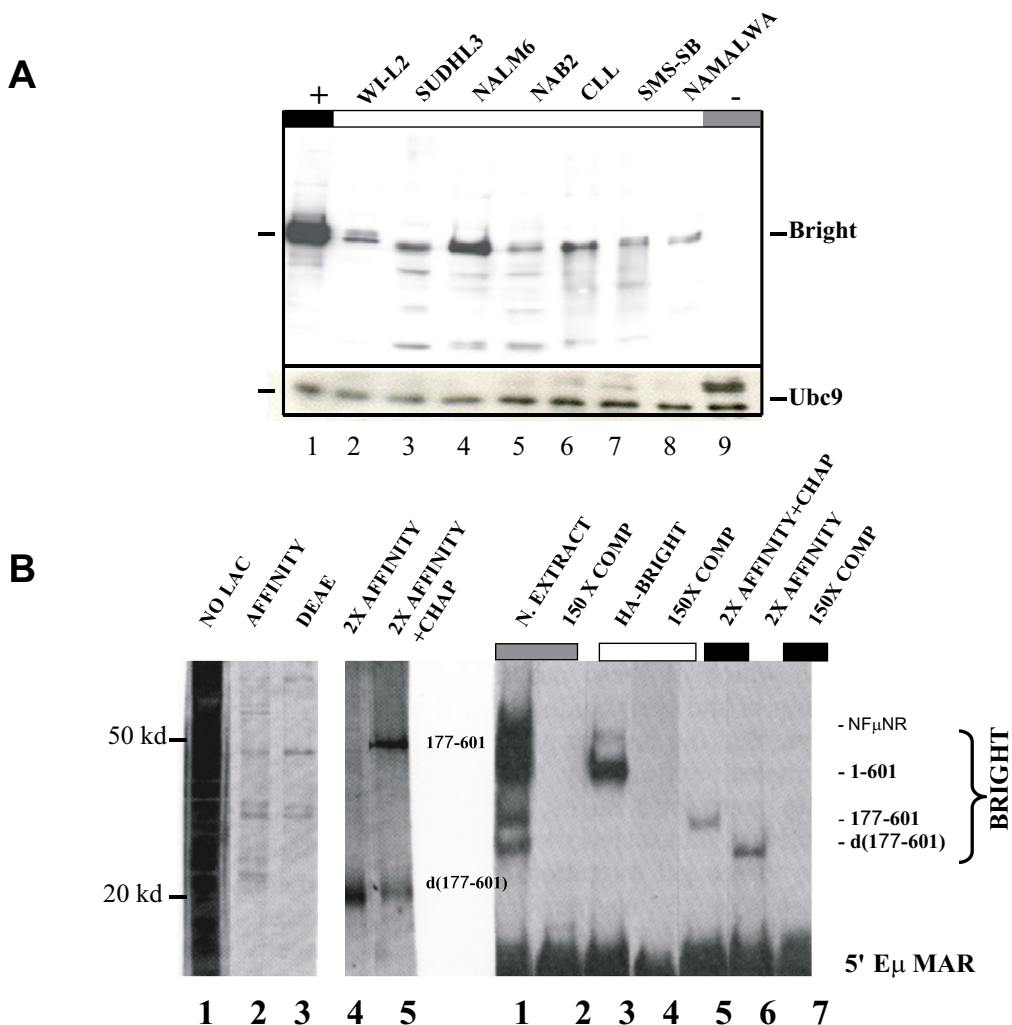 A
+ WI-L2 SUDHL3 NALM6 NAB2 CLL SMS-SB NAMALWA -
Bright
Ubc9
1 2 3 4 5 6 7 8 9
B
NO LAC AFFINITY DEAE 2X AFFINITY 2X AFFINITY +CHAP N. EXTRACT 150 X COMP HA-BRIGHT 150X COMP 2X AFFINITY+CHAP 2X AFFINITY 150X COMP
50 kd
20 kd
177-601
d(177-601)
- NFμNR
- 1-601
- 177-601
- d(177-601)
BRIGHT
5' Eμ MAR
1 2 3 4 5 1 2 3 4 5 6 7